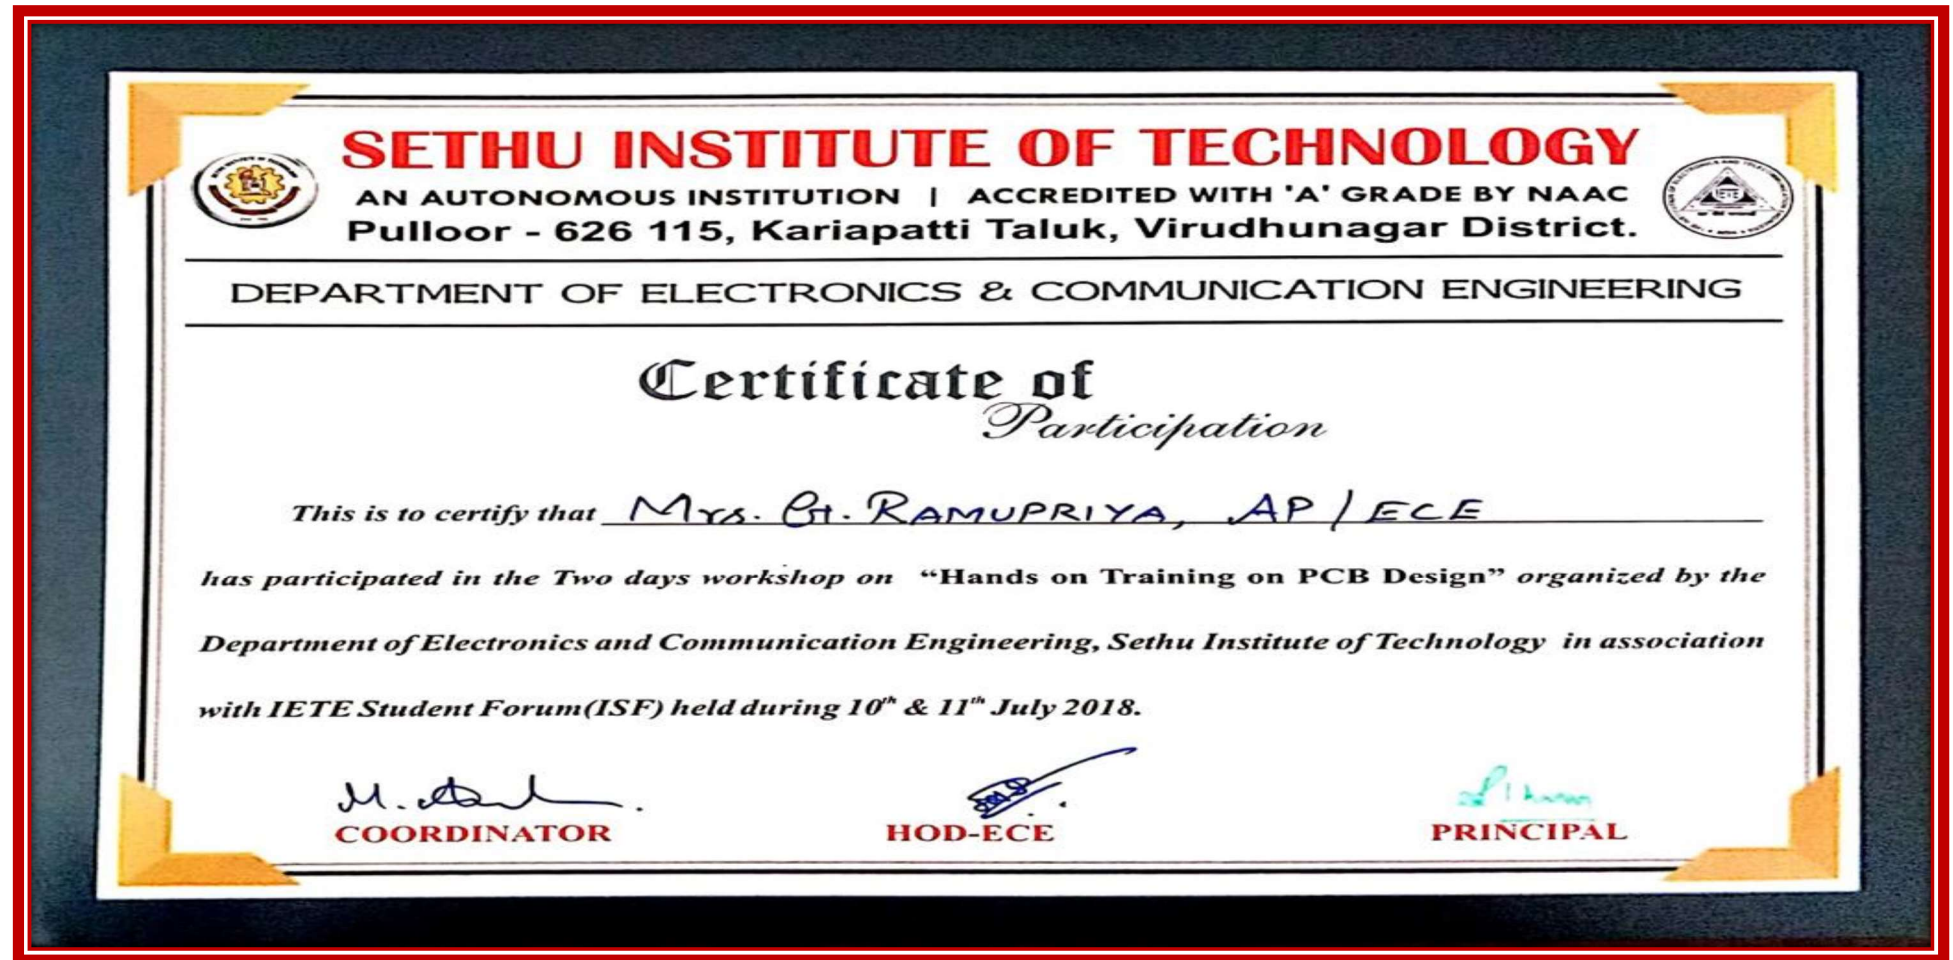 SETHU INSTITUTE OF TECHNOLOGY
AN AUTONOMOUS INSTITUTION | ACCREDITED WITH 'A' GRADE BY NAAC
Pulloor - 626 115, Kariapatti Taluk, Virudhunagar District.
IETE
DEPARTMENT OF ELECTRONICS & COMMUNICATION ENGINEERING
Certificate of
Participation
This is to certify that Mrs. G. RAMUPRIYA, AP / ECE
has participated in the Two days workshop on “Hands on Training on PCB Design” organized by the
Department of Electronics and Communication Engineering, Sethu Institute of Technology in association
with IETE Student Forum(ISF) held during 10th & 11th July 2018.
COORDINATOR
HOD-ECE
PRINCIPAL